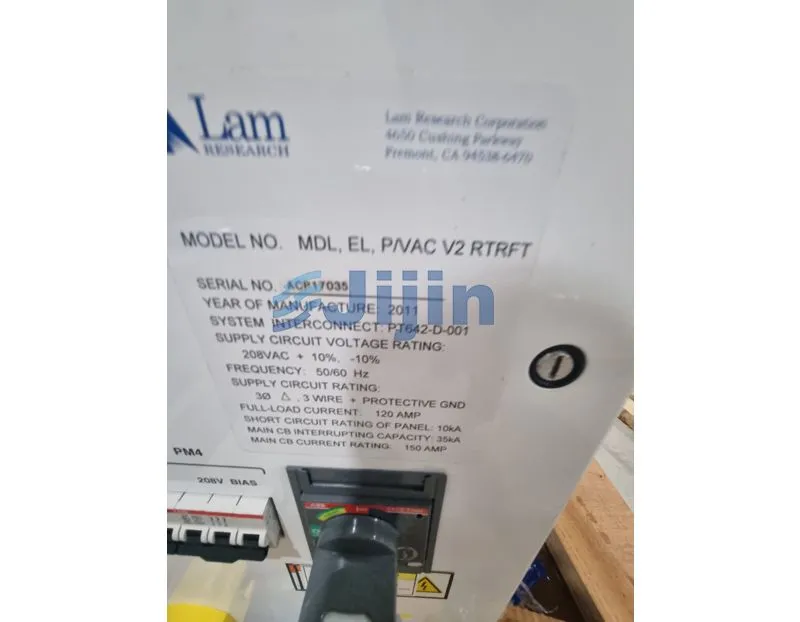 Lam
RESEARCH
Lam Research Corporation
4650 Cushing Parkway
Fremont, CA 94538-6470
MODEL NO. MDL, EL, P/VAC V2 RTRFT
SERIAL NO. ACP17035
YEAR OF MANUFACTURE: 2011
SYSTEM INTERCONNECT: PT642-D-001
SUPPLY CIRCUIT VOLTAGE RATING:
208VAC + 10%, -10%
FREQUENCY: 50/60 Hz
SUPPLY CIRCUIT RATING:
3Ø Δ , 3 WIRE + PROTECTIVE GND
FULL-LOAD CURRENT: 120 AMP
SHORT CIRCUIT RATING OF PANEL: 10kA
MAIN CB INTERRUPTING CAPACITY: 35kA
MAIN CB CURRENT RATING: 150 AMP
Jijin
PM4
208V BIAS
ABB